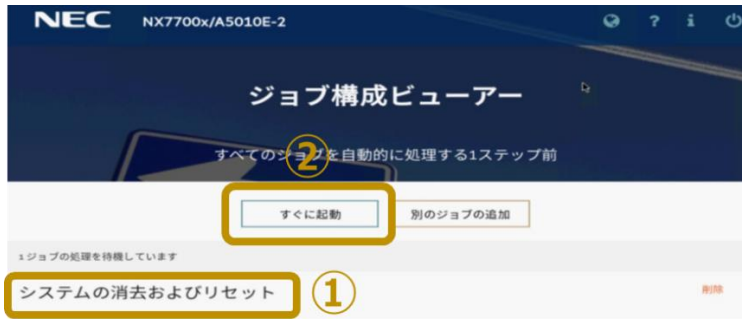 NEC NX7700x/A5010E-2 ? i
ジョブ構成ビューアー
すべてのジョブを自動的に処理する1ステップ前
②
すぐに起動 別のジョブの追加
1ジョブの処理を待機しています
システムの消去およびリセット ① 削除